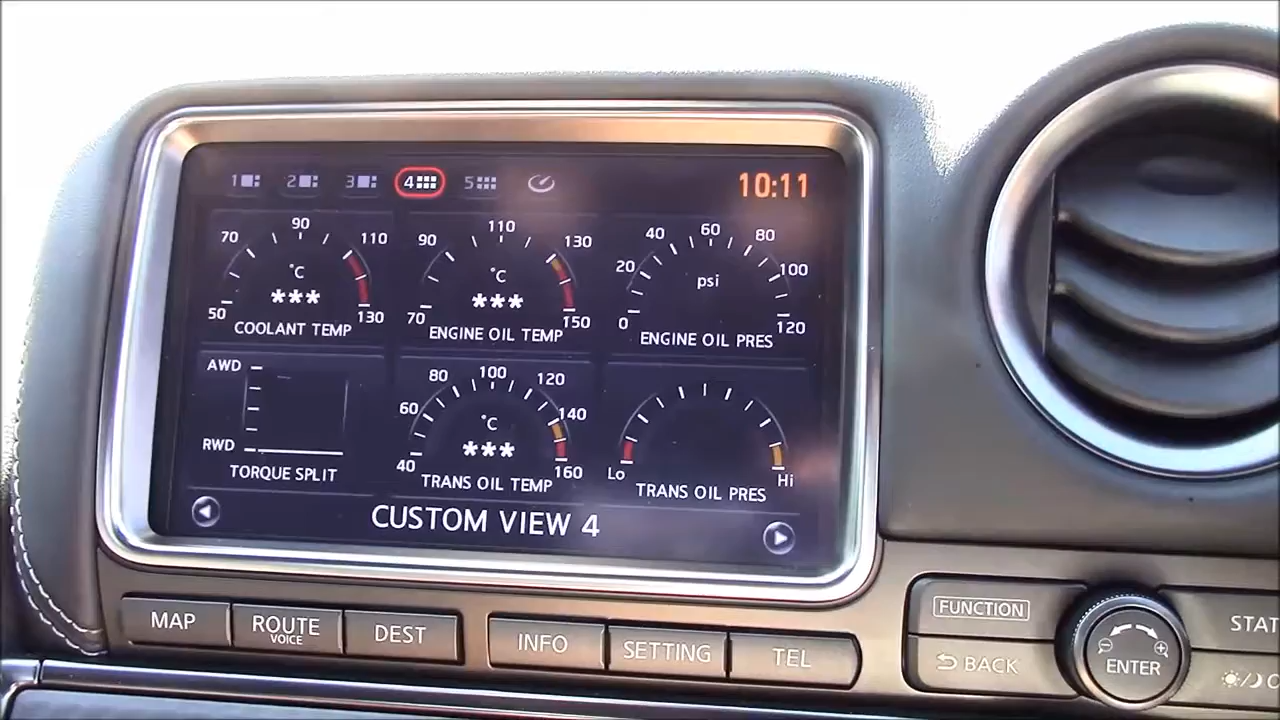 1 2 3 4 5 10:11
50 70 90 110 130
°C
***
COOLANT TEMP
70 90 110 130 150
°C
***
ENGINE OIL TEMP
0 20 40 60 80 100 120
psi
ENGINE OIL PRES
AWD
RWD
TORQUE SPLIT
40 60 80 100 120 140 160
°C
***
TRANS OIL TEMP
Lo Hi
TRANS OIL PRES
CUSTOM VIEW 4
MAP
ROUTE
VOICE
DEST
INFO
SETTING
TEL
FUNCTION
BACK
ENTER
STAT